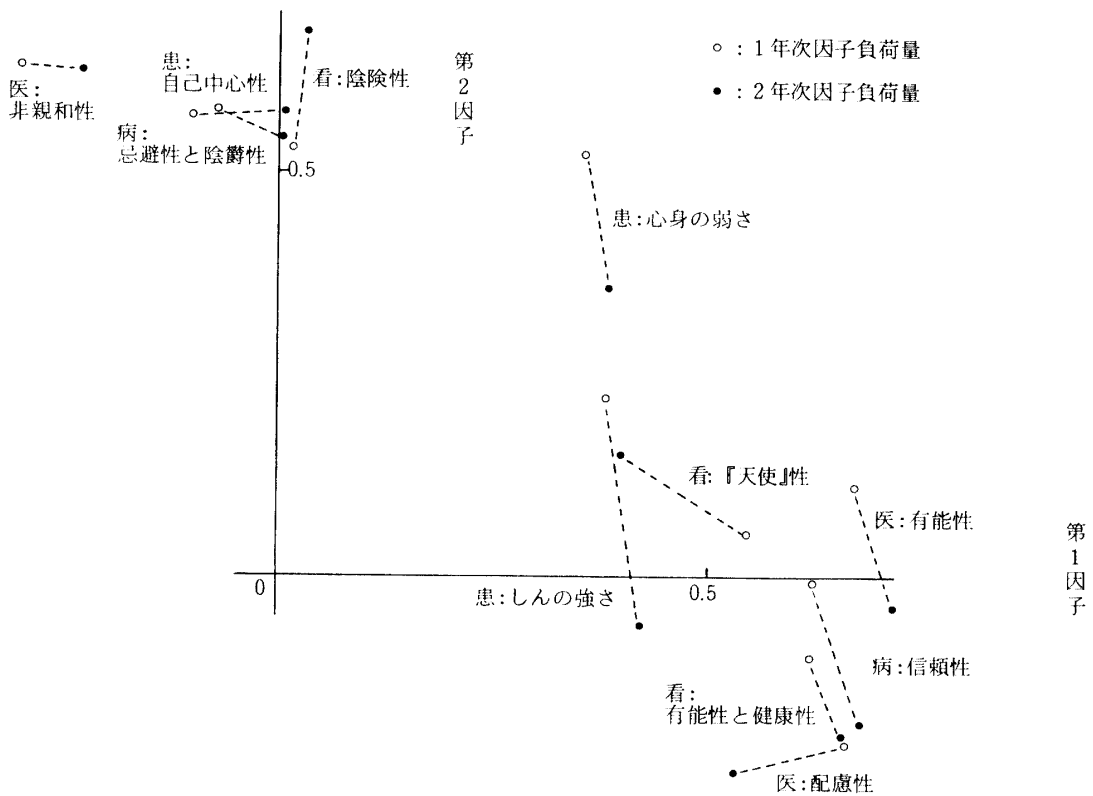 ○ : 1年次因子負荷量
● : 2年次因子負荷量
第2因子
第1因子
医:
非親和性
患:
自己中心性
看:陰険性
病:
忌避性と陰欝性
0.5
患:心身の弱さ
看:『天使』性
医:有能性
0
患:しんの強さ
0.5
病:信頼性
看:
有能性と健康性
医:配慮性